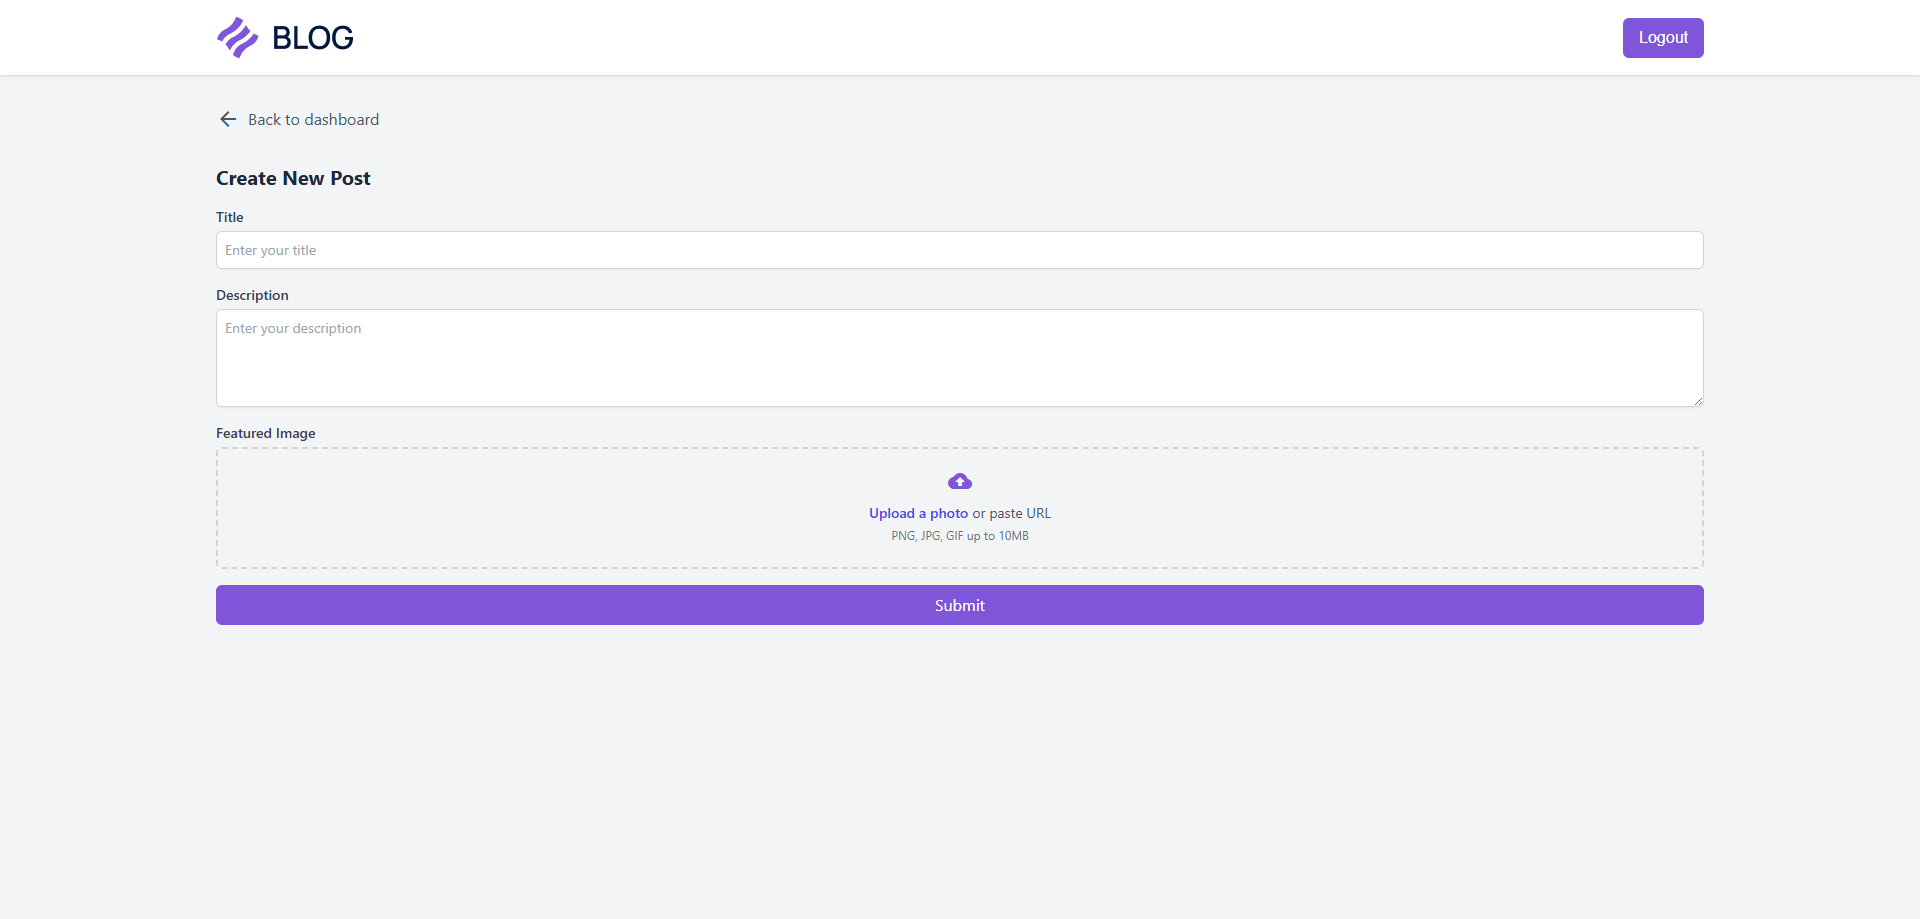 BLOG
Logout
Back to dashboard
Create New Post
Title
Enter your title
Description
Enter your description
Featured Image
Upload a photo or paste URL
PNG, JPG, GIF up to 10MB
Submit